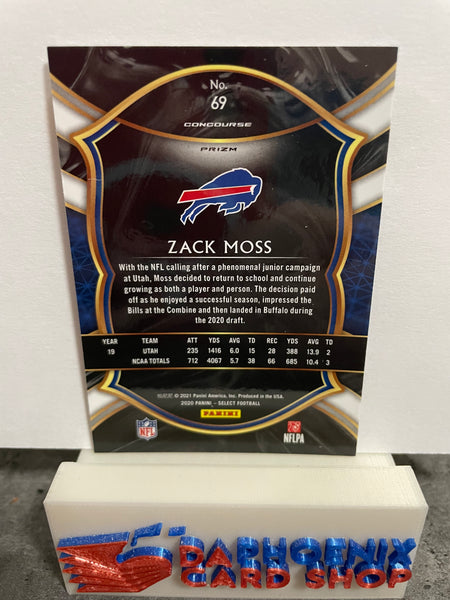 No.
69
CONCOURSE
PRIZM
ZACK MOSS
With the NFL calling after a phenomenal junior campaign
at Utah, Moss decided to return to school and continue
growing as both a player and person. The decision paid
off as he enjoyed a successful season, impressed the
Bills at the Combine and then landed in Buffalo during
the 2020 draft.
YEAR TEAM ATT YDS AVG TD REC YDS AVG TD
19 UTAH 235 1416 6.0 15 28 388 13.9 2
NCAA TOTALS 712 4067 5.7 38 66 685 10.4 3
© 2021 Panini America, Inc. Produced in the USA.
2020 PANINI - SELECT FOOTBALL
PANINI
NFL
NFLPA
DAPHOENIX
CARD SHOP